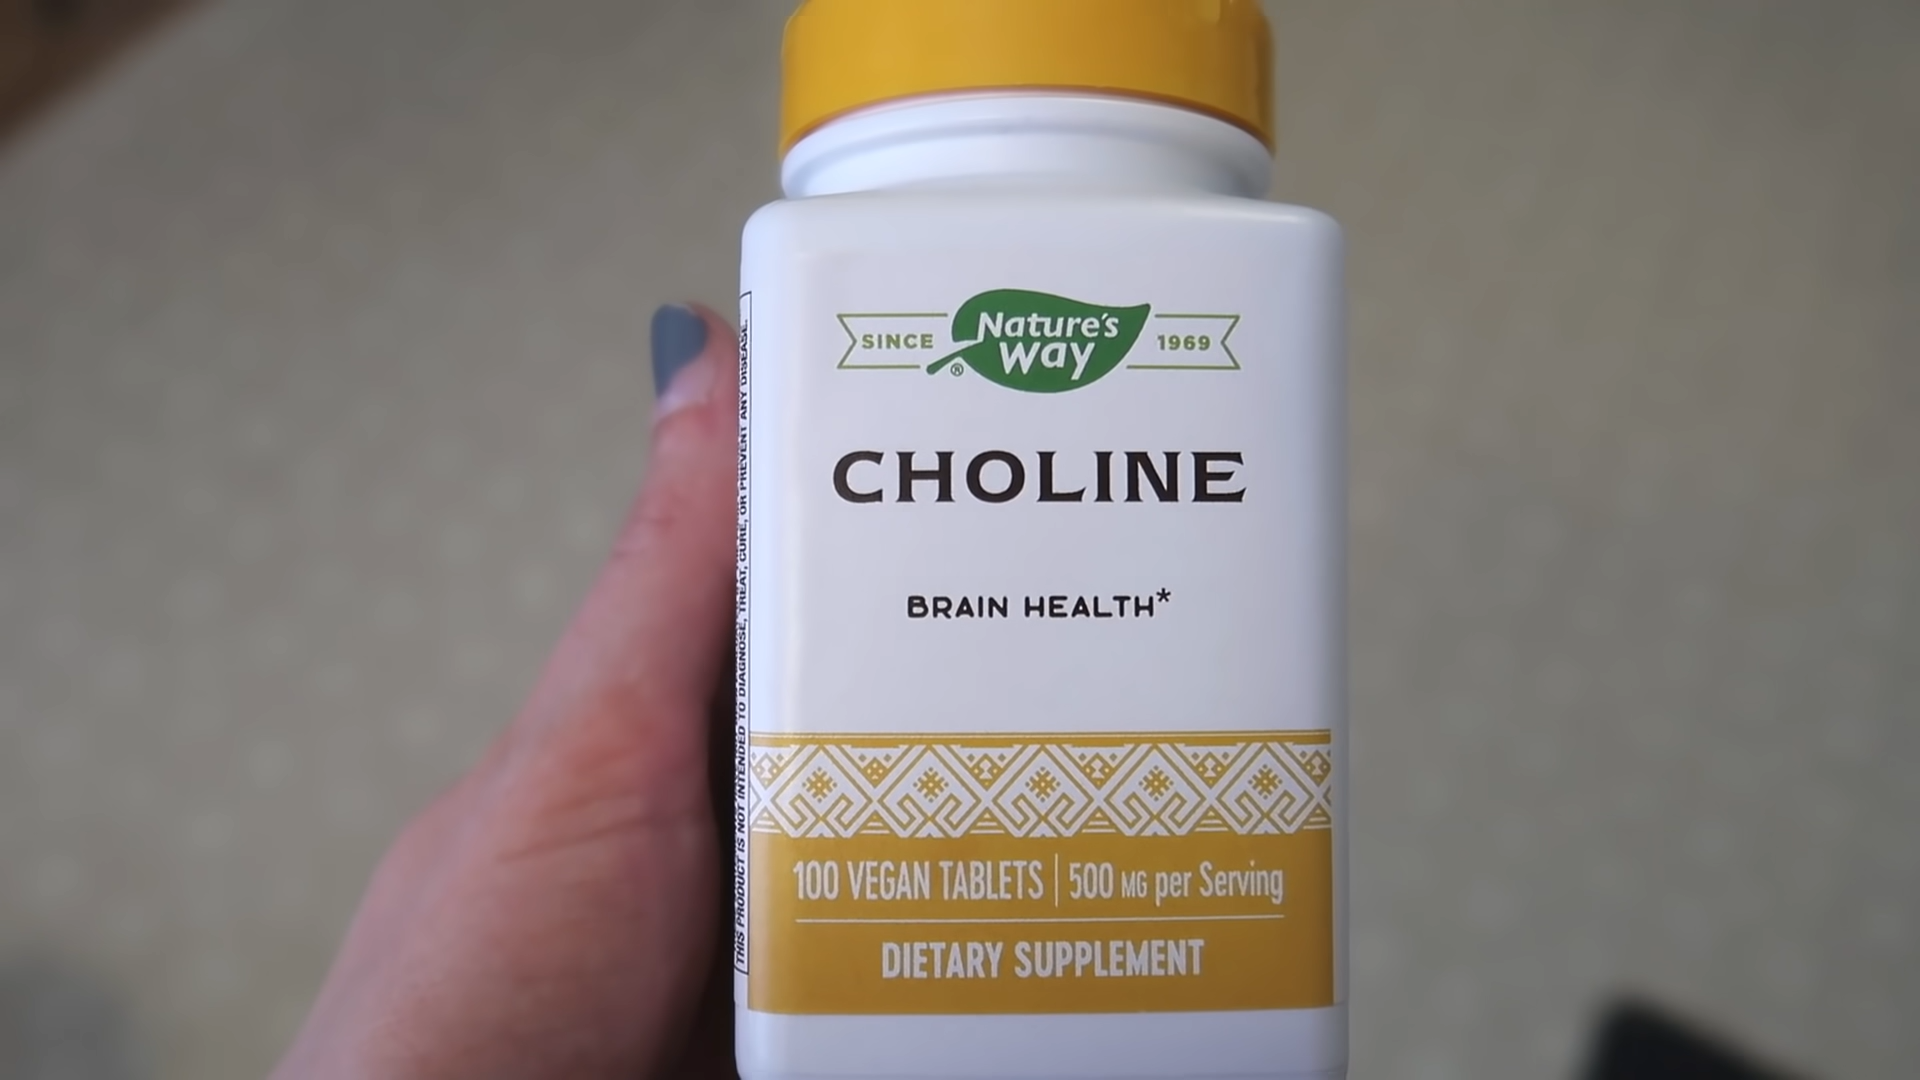 SINCE
Nature's
Way
®
1969
CHOLINE
BRAIN HEALTH*
100 VEGAN TABLETS | 500 MG per Serving
DIETARY SUPPLEMENT
THIS PRODUCT IS NOT INTENDED TO DIAGNOSE, TREAT, CURE, OR PREVENT ANY DISEASE.